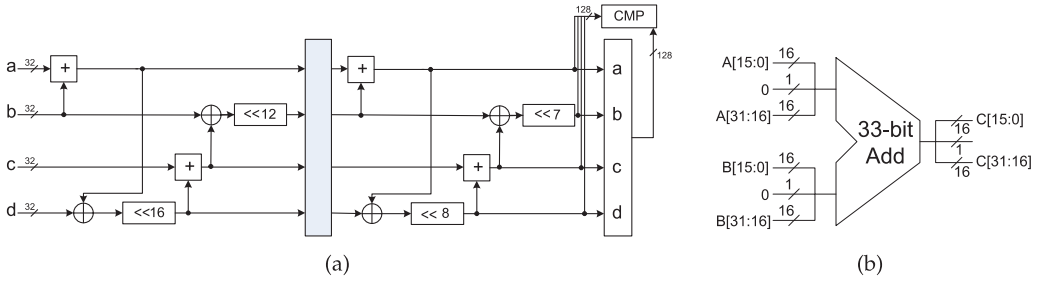 128
CMP
128
a 32 +
+
a
b 32
<<12
<<7
b
c 32
+
+
c
d 32
<<16
<< 8
d
(a)
A[15:0] 16
0 1
A[31:16] 16
B[15:0] 16
0 1
B[31:16] 16
33-bit
Add
16 C[15:0]
1
16 C[31:16]
(b)